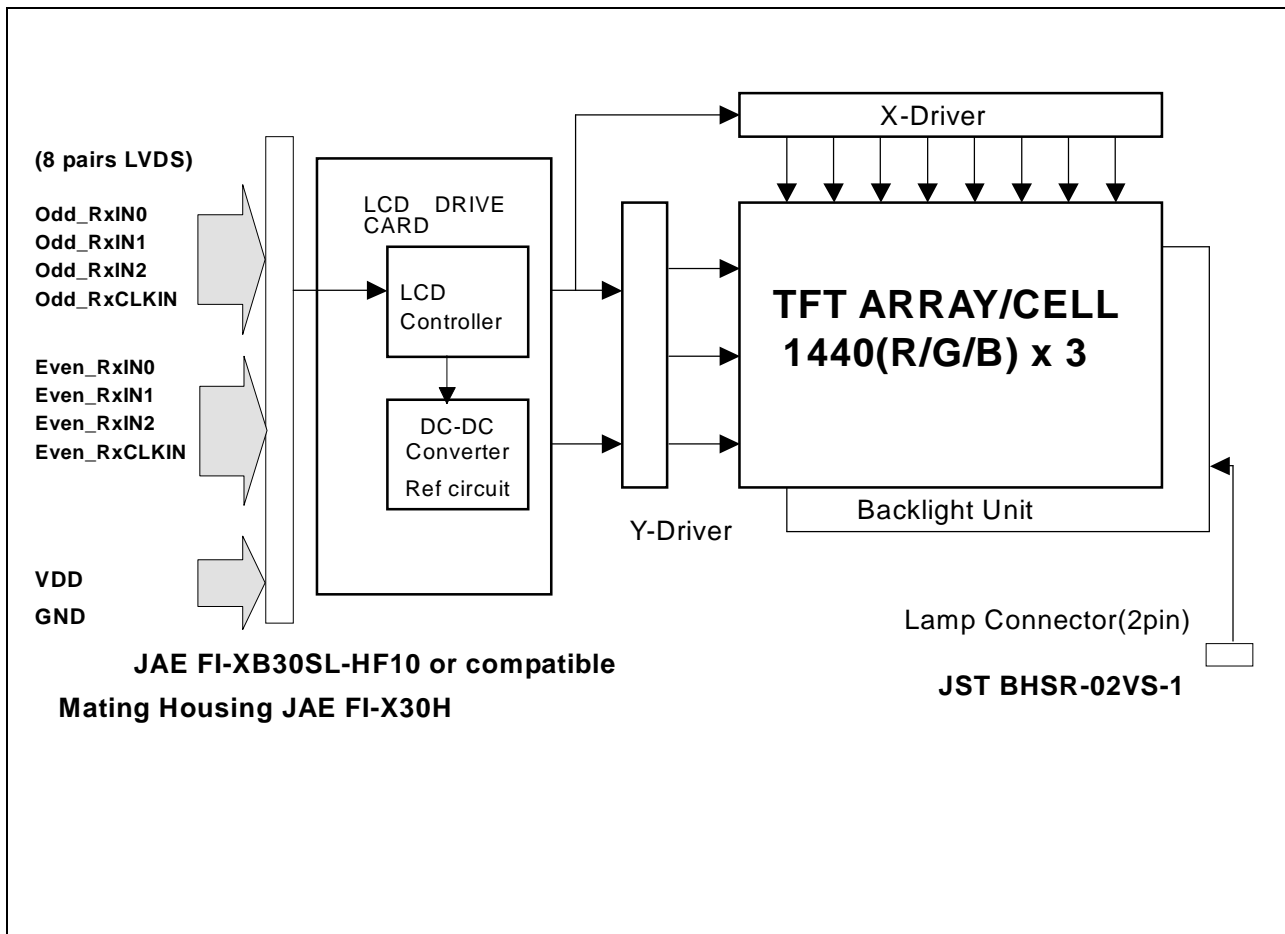 (8 pairs LVDS)
Odd_RxIN0
Odd_RxIN1
Odd_RxIN2
Odd_RxCLKIN
Even_RxIN0
Even_RxIN1
Even_RxIN2
Even_RxCLKIN
VDD
GND
JAE FI-XB30SL-HF10 or compatible
Mating Housing JAE FI-X30H
LCD DRIVE
CARD
LCD
Controller
DC-DC
Converter
Ref circuit
X-Driver
Y-Driver
TFT ARRAY/CELL
1440(R/G/B) x 3
Backlight Unit
Lamp Connector(2pin)
JST BHSR-02VS-1